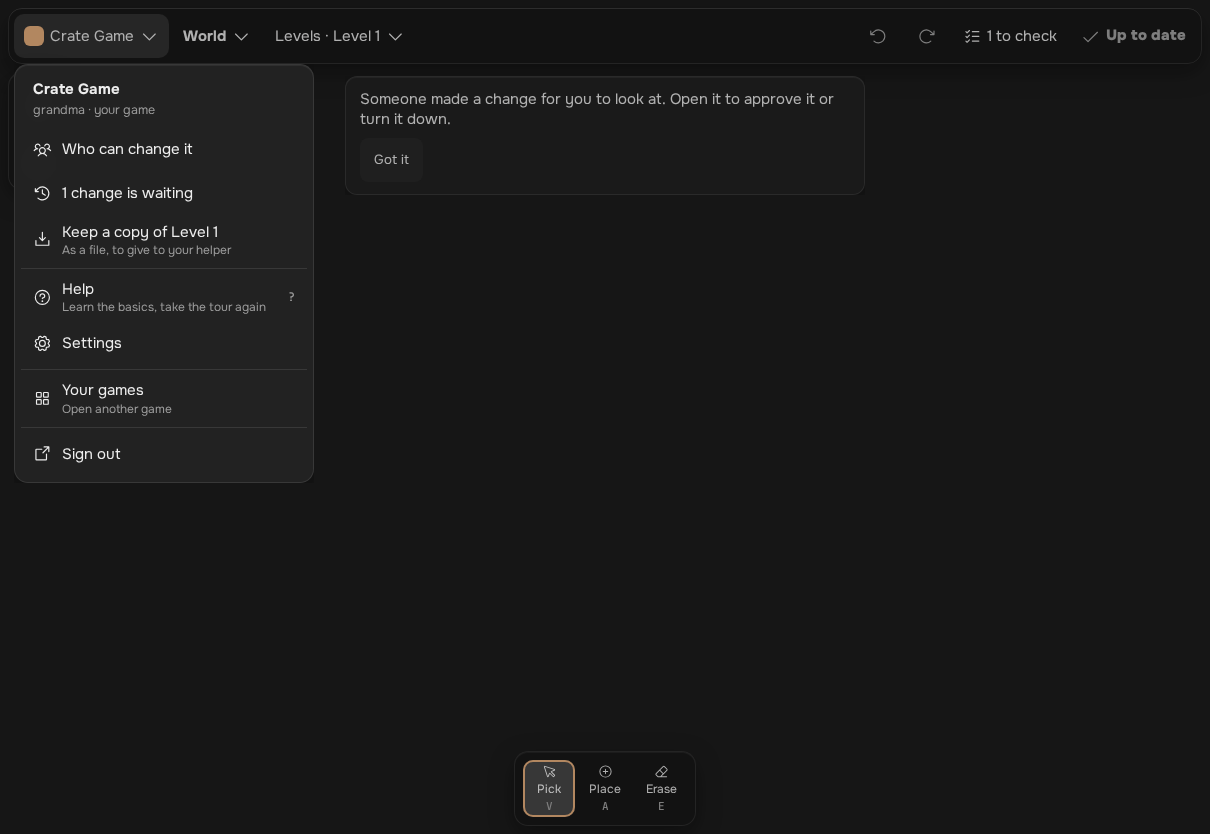 Crate Game
World
Levels · Level 1
1 to check
Up to date
Crate Game
grandma · your game
Who can change it
1 change is waiting
Keep a copy of Level 1
As a file, to give to your helper
Help
Learn the basics, take the tour again
?
Settings
Your games
Open another game
Sign out
Someone made a change for you to look at. Open it to approve it or
turn it down.
Got it
Pick
Place
Erase
V
A
E